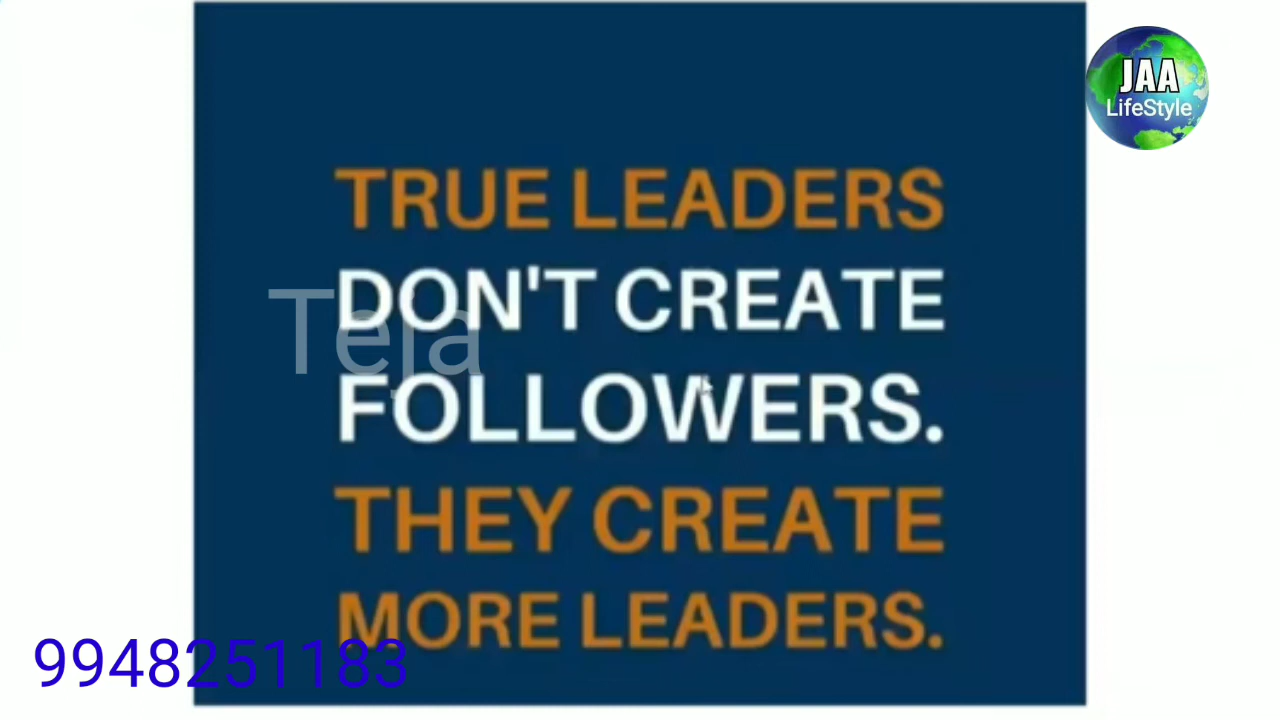 JAA
LifeStyle
TRUE LEADERS
DON'T CREATE
Teja
FOLLOWERS.
THEY CREATE
MORE LEADERS.
9948251183